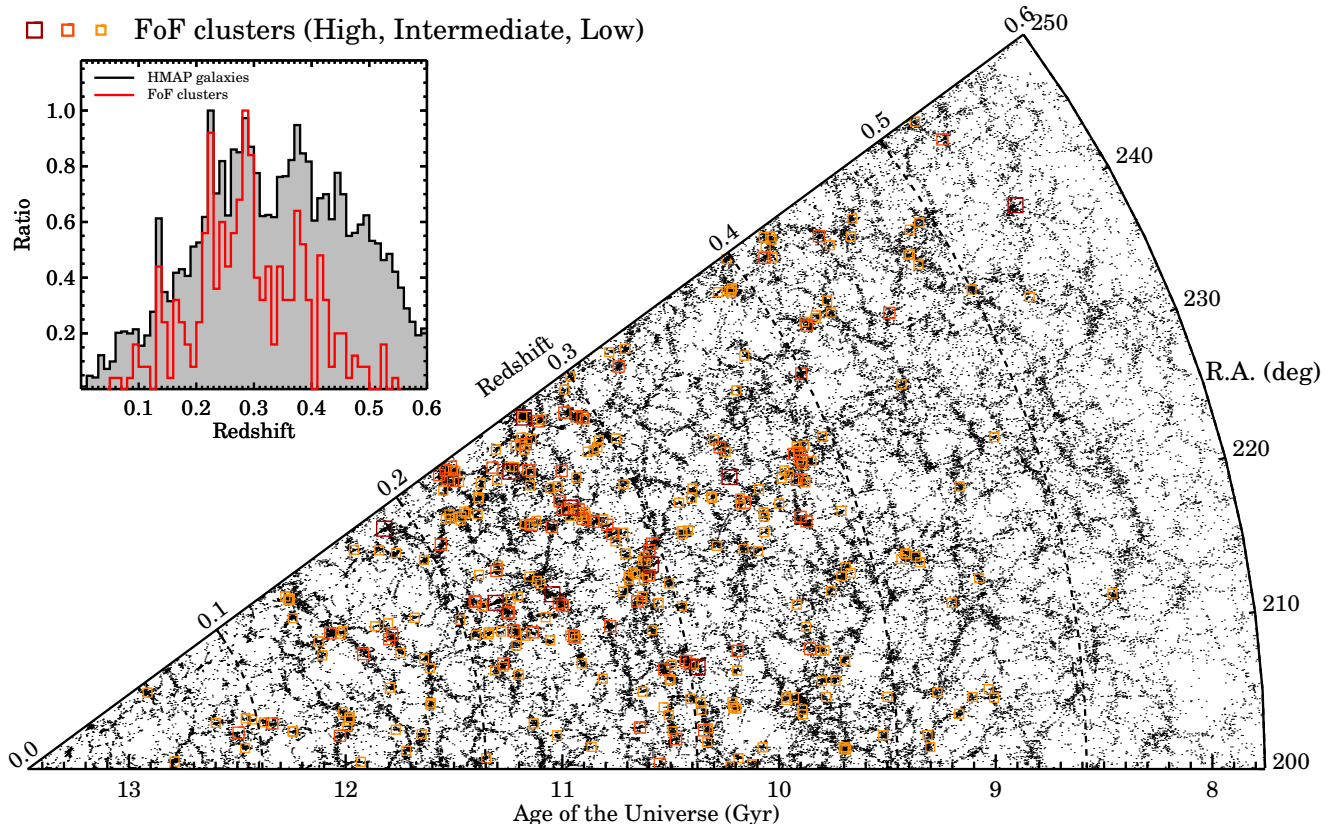 FoF clusters (High, Intermediate, Low)
HMAP galaxies
FoF clusters
1.0
0.8
0.6
0.4
0.2
Ratio
0.1 0.2 0.3 0.4 0.5 0.6
Redshift
0.0
0.1
0.2
0.3
0.4
0.5
0.6
Redshift
250
240
230
R.A. (deg)
220
210
200
13 12 11 10 9 8
Age of the Universe (Gyr)